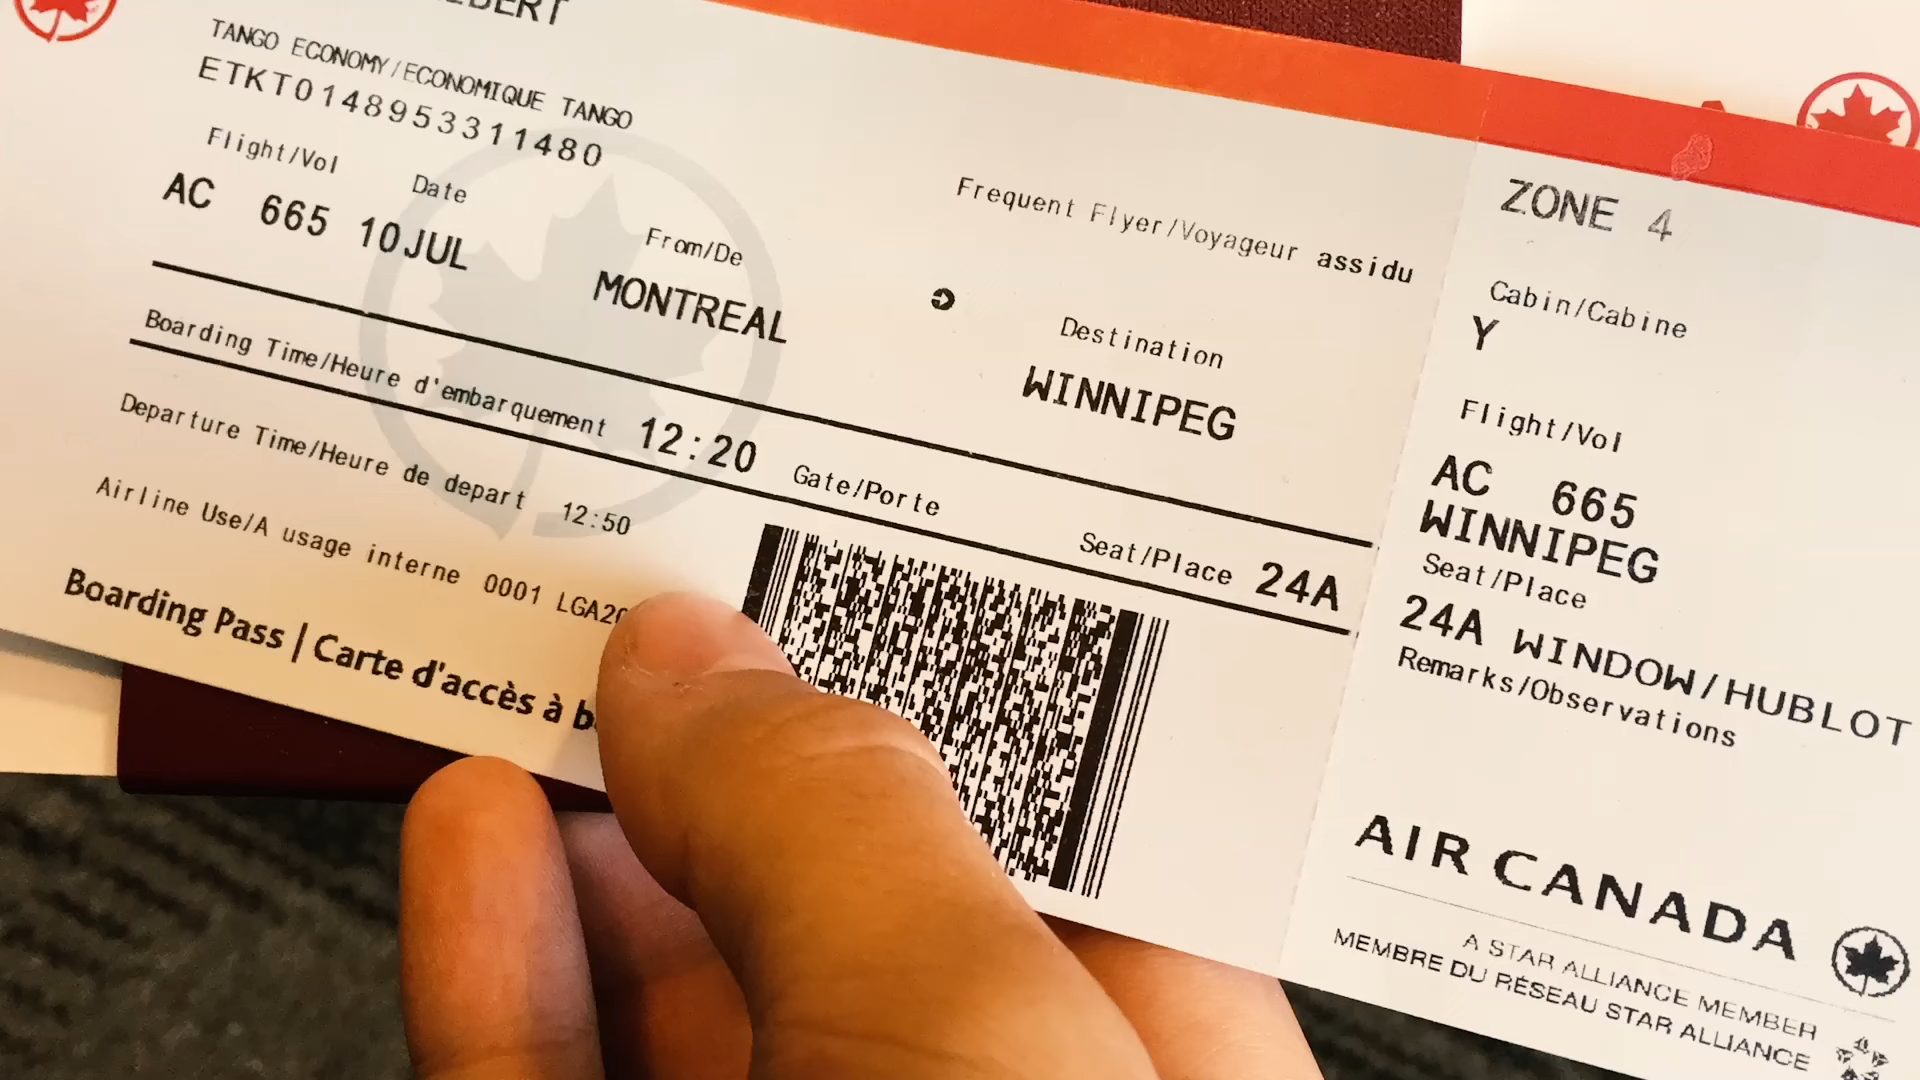 TANGO ECONOMY/ECONOMIQUE TANGO
ETKT0148953311480
Flight/Vol Date From/De Frequent Flyer/Voyageur assidu
AC 665 10JUL MONTREAL Destination
WINNIPEG
Boarding Time/Heure d'embarquement 12:20 Gate/Porte Seat/Place 24A
Departure Time/Heure de depart 12:50
Airline Use/A usage interne 0001
Boarding Pass | Carte d'accès à
ZONE 4
Cabin/Cabine
Y
Flight/Vol
AC 665
WINNIPEG
Seat/Place
24A WINDOW/HUBLOT
Remarks/Observations
AIR CANADA
A STAR ALLIANCE MEMBER
MEMBRE DU RÉSEAU STAR ALLIANCE